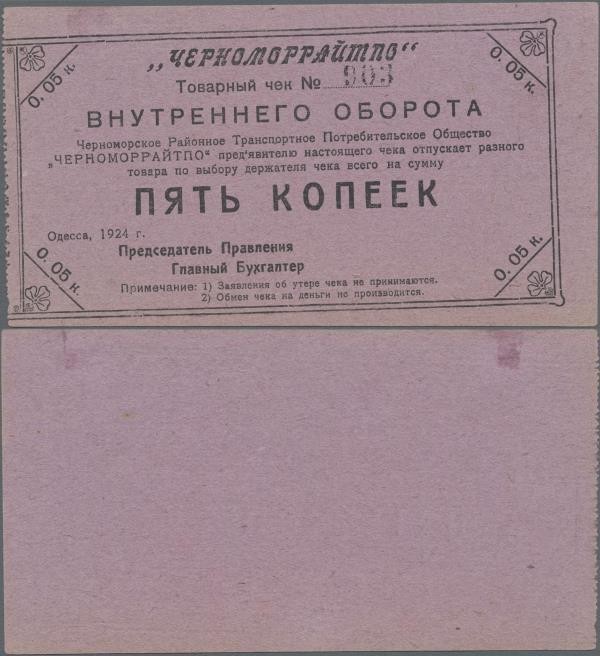 „ЧЕРНОМОРРАЙТПО“
Товарный чек № 903
0. 05 к.
0. 05 к.
ВНУТРЕННЕГО ОБОРОТА
Черноморское Районное Транспортное Потребительское Общество
„ЧЕРНОМОРРАЙТПО“ пред'явителю настоящего чека отпускает разного
товара по выбору держателя чека всего на сумму
ПЯТЬ КОПЕЕК
Одесса, 1924 г.
Председатель Правления
Главный Бухгалтер
0. 05 к.
0. 05 к.
Примечание: 1) Заявления об утере чека не принимаются.
2) Обмен чека на деньги не производится.